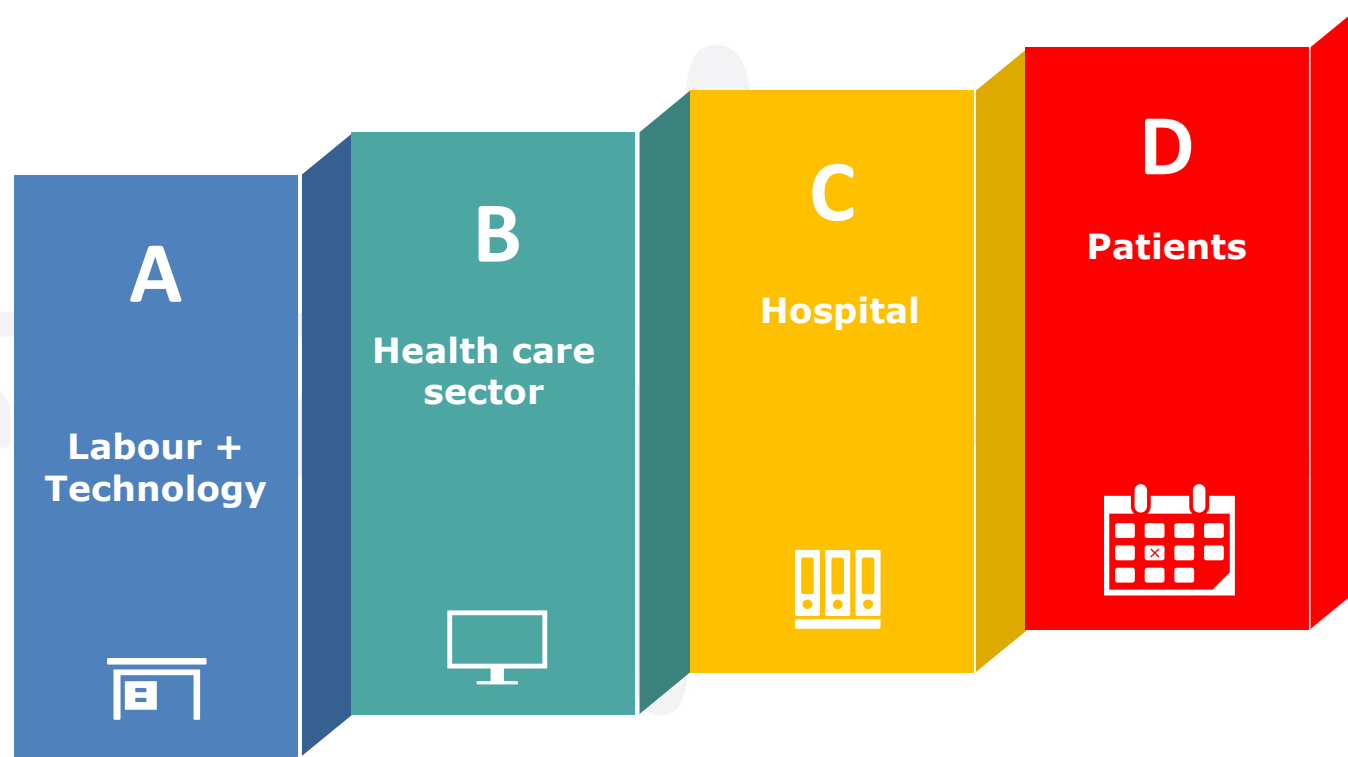 A
Labour +
Technology
B
Health care
sector
C
Hospital
D
Patients